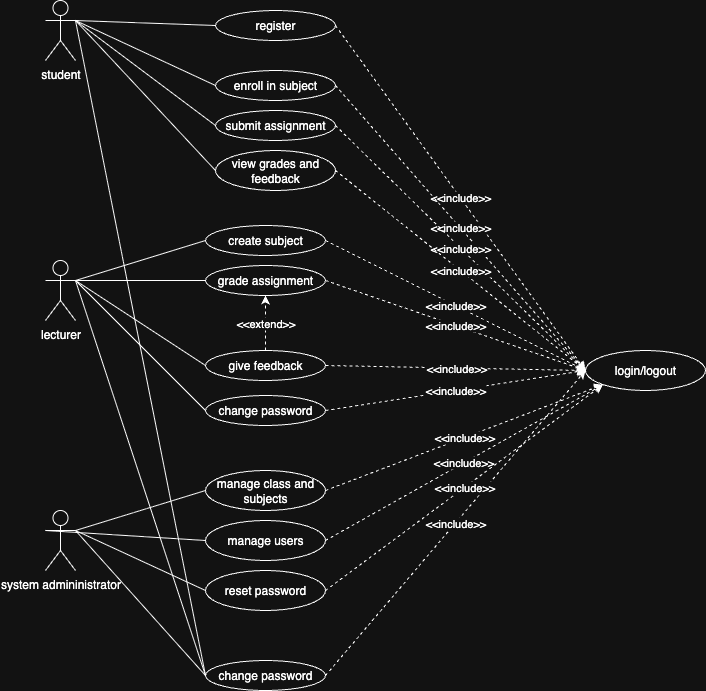 register
student
enroll in subject
submit assignment
view grades and
feedback
<<include>>
<<include>>
<<include>>
<<include>>
create subject
grade assignment
<<include>>
<<include>>
<<extend>>
lecturer
give feedback
<<include>>
login/logout
<<include>>
change password
<<include>>
manage class and
subjects
<<include>>
<<include>>
<<include>>
manage users
system admininistrator
reset password
change password